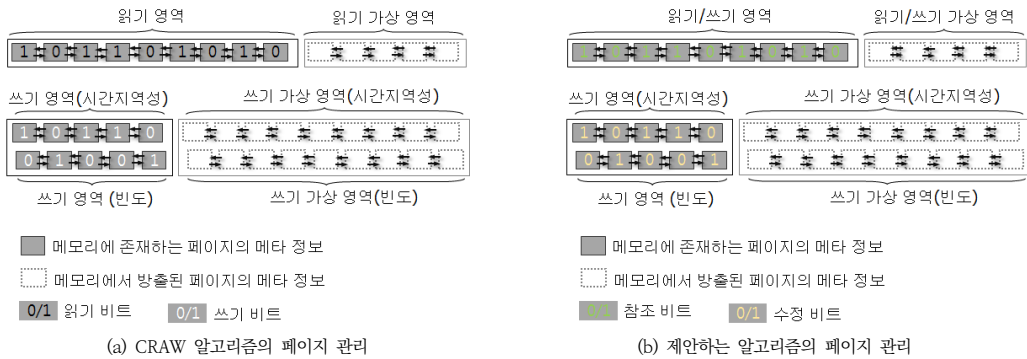 읽기 영역
읽기 가상 영역
1 0 1 1 0 1 0 1 0
쓰기 영역(시간지역성)
쓰기 가상 영역(시간지역성)
1 0 1 1 0
0 1 0 0 1
쓰기 영역 (빈도)
쓰기 가상 영역(빈도)
메모리에 존재하는 페이지의 메타 정보
메모리에서 방출된 페이지의 메타 정보
0/1 읽기 비트
0/1 쓰기 비트
(a) CRAW 알고리즘의 페이지 관리
읽기/쓰기 영역
읽기/쓰기 가상 영역
1 0 1 1 0 1 0 1 0
쓰기 영역(시간지역성)
쓰기 가상 영역(시간지역성)
1 0 1 1 0
0 1 0 0 1
쓰기 영역 (빈도)
쓰기 가상 영역(빈도)
메모리에 존재하는 페이지의 메타 정보
메모리에서 방출된 페이지의 메타 정보
0/1 참조 비트
0/1 수정 비트
(b) 제안하는 알고리즘의 페이지 관리